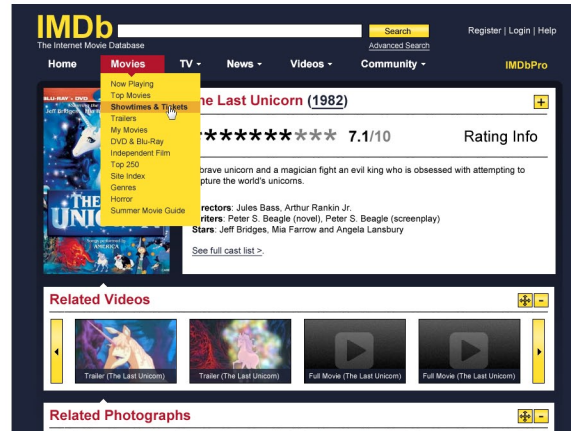 IMDb
The Internet Movie Database
Search
Advanced Search
Register | Login | Help
Home Movies TV News Videos Community IMDbPro
Now Playing
Top Movies
Showtimes & Tickets
Trailers
My Movies
DVD & Blu-Ray
Independent Film
Top 250
Site Index
Genres
Horror
Summer Movie Guide
BLU-RAY + DVD
Jeff Bridges
THE
UNIC
AMERICA
he Last Unicorn (1982)
+
********** 7.1/10 Rating Info
brave unicorn and a magician fight an evil king who is obsessed with attempting to
pture the world's unicorns.
rectors: Jules Bass, Arthur Rankin Jr.
riters: Peter S. Beagle (novel), Peter S. Beagle (screenplay)
Stars: Jeff Bridges, Mia Farrow and Angela Lansbury
See full cast list >.
Related Videos
-
Trailer (The Last Unicorn)
Trailer (The Last Unicorn)
Full Movie (The Last Unicorn)
Full Movie (The Last Unicorn)
Related Photographs
-